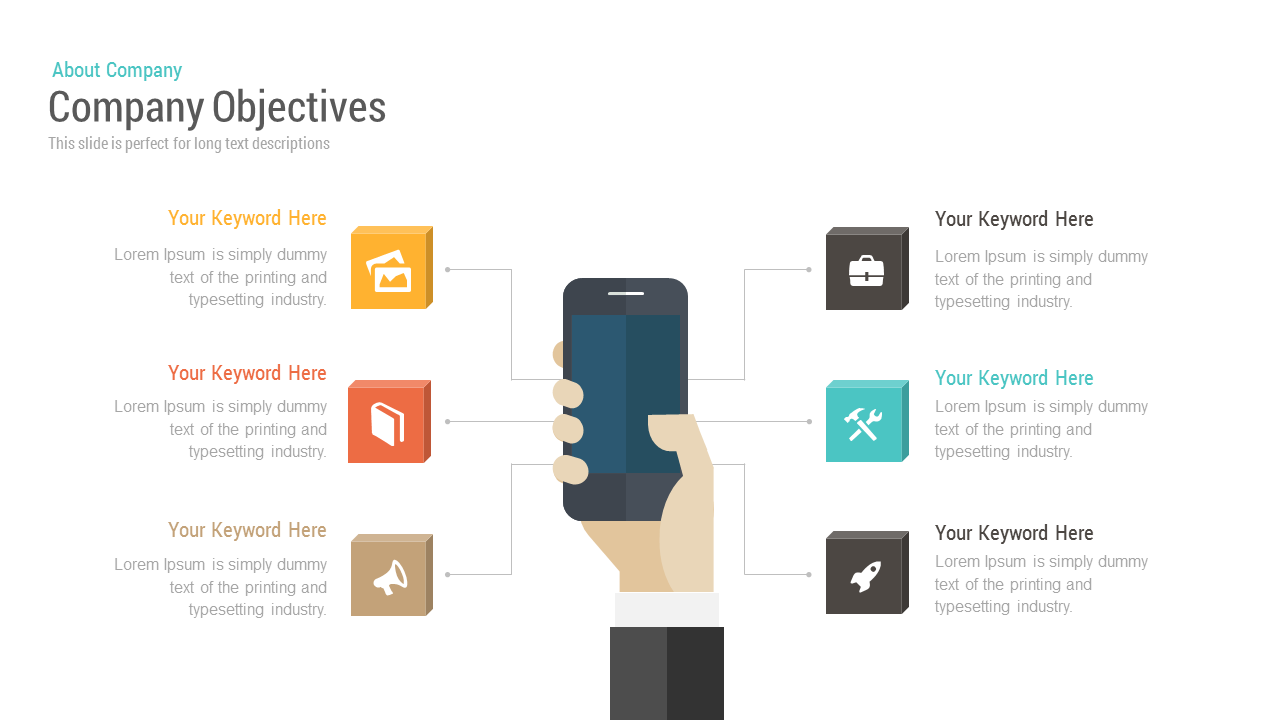 About Company
Company Objectives
This slide is perfect for long text descriptions
Your Keyword Here
Lorem Ipsum is simply dummy
text of the printing and
typesetting industry.
Your Keyword Here
Lorem Ipsum is simply dummy
text of the printing and
typesetting industry.
Your Keyword Here
Lorem Ipsum is simply dummy
text of the printing and
typesetting industry.
Your Keyword Here
Lorem Ipsum is simply dummy
text of the printing and
typesetting industry.
Your Keyword Here
Lorem Ipsum is simply dummy
text of the printing and
typesetting industry.
Your Keyword Here
Lorem Ipsum is simply dummy
text of the printing and
typesetting industry.